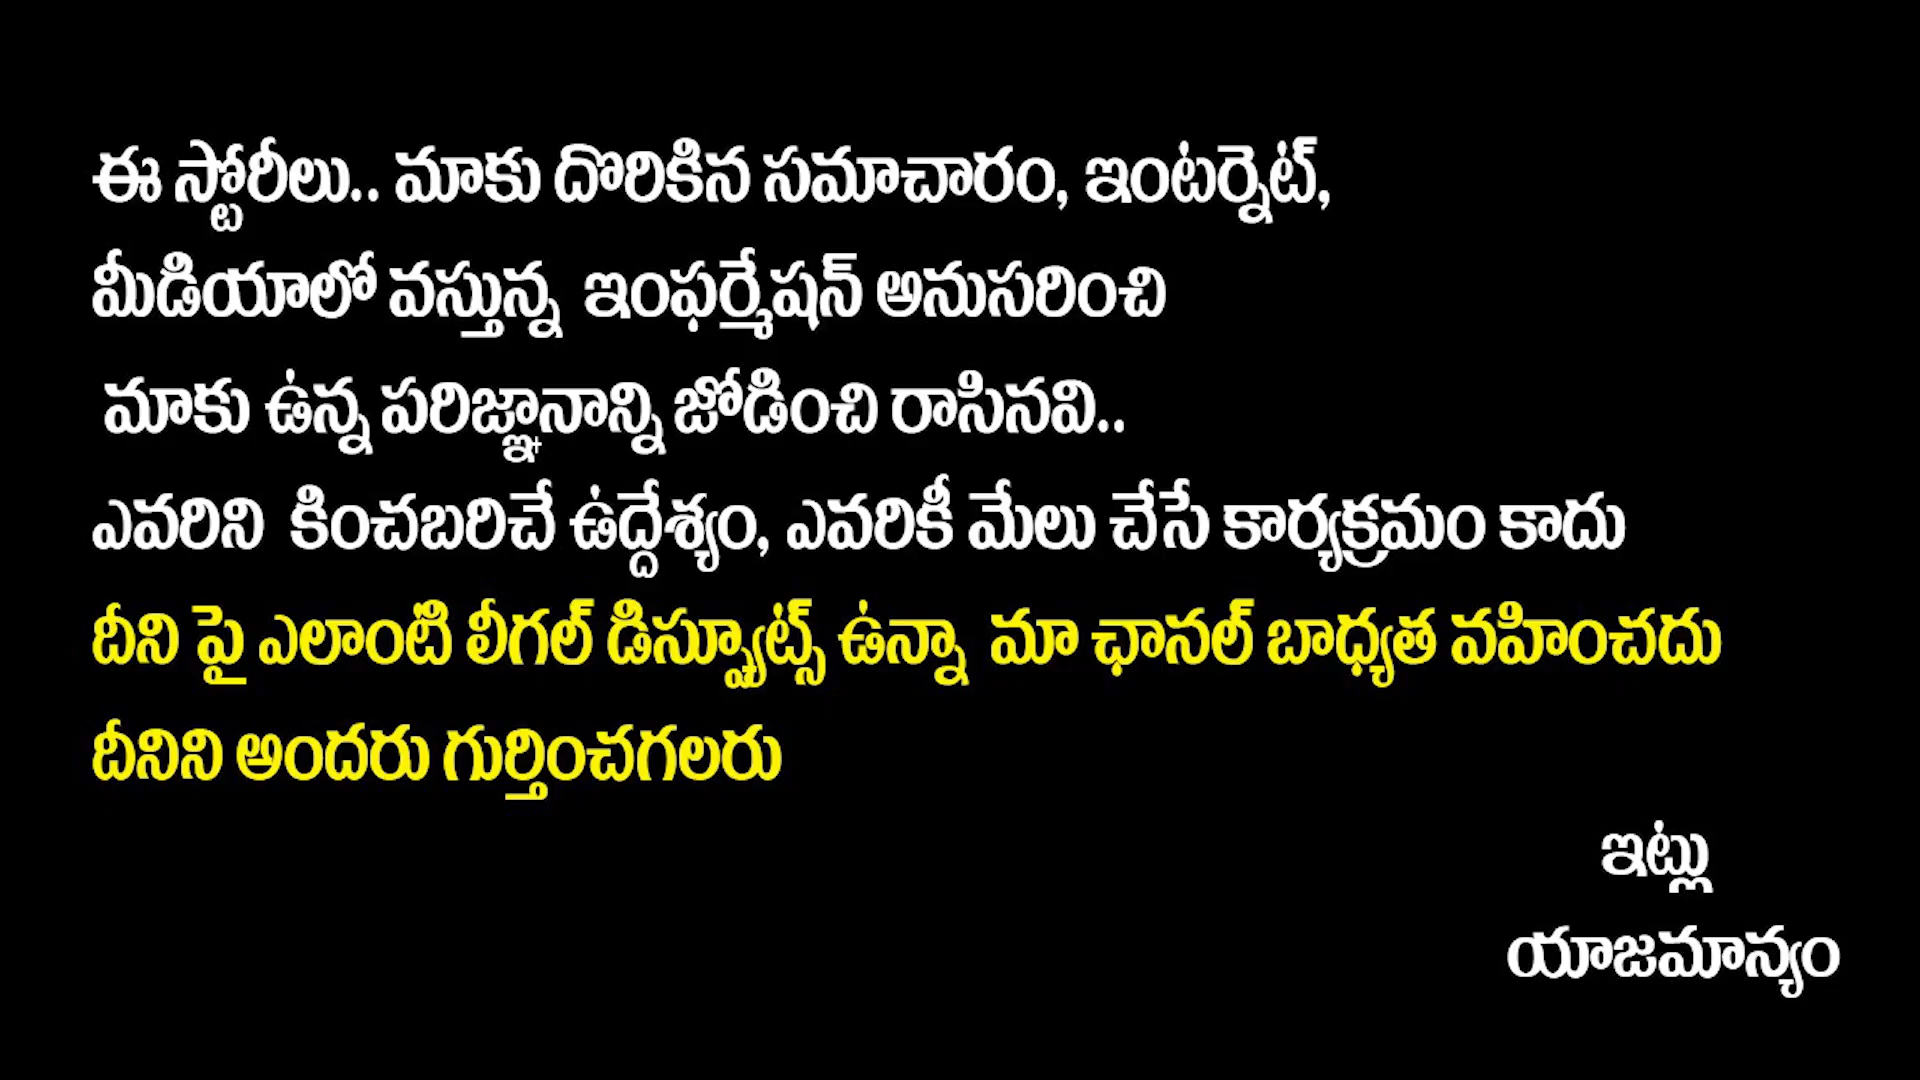 ఈ స్టోరీలు.. మాకు దొరికిన సమాచారం, ఇంటర్నెట్,
మీడియాలో వస్తున్న ఇంఫర్మేషన్ అనుసరించి
మాకు ఉన్న పరిజ్ఞానాన్ని జోడించి రాసినవి..
ఎవరిని కించబరిచే ఉద్దేశ్యం, ఎవరికీ మేలు చేసే కార్యక్రమం కాదు
దీని పై ఎలాంటి లీగల్ డిస్ప్యూట్స్ ఉన్నా మా ఛానల్ బాధ్యత వహించదు
దీనిని అందరు గుర్తించగలరు
ఇట్లు
యాజమాన్యం